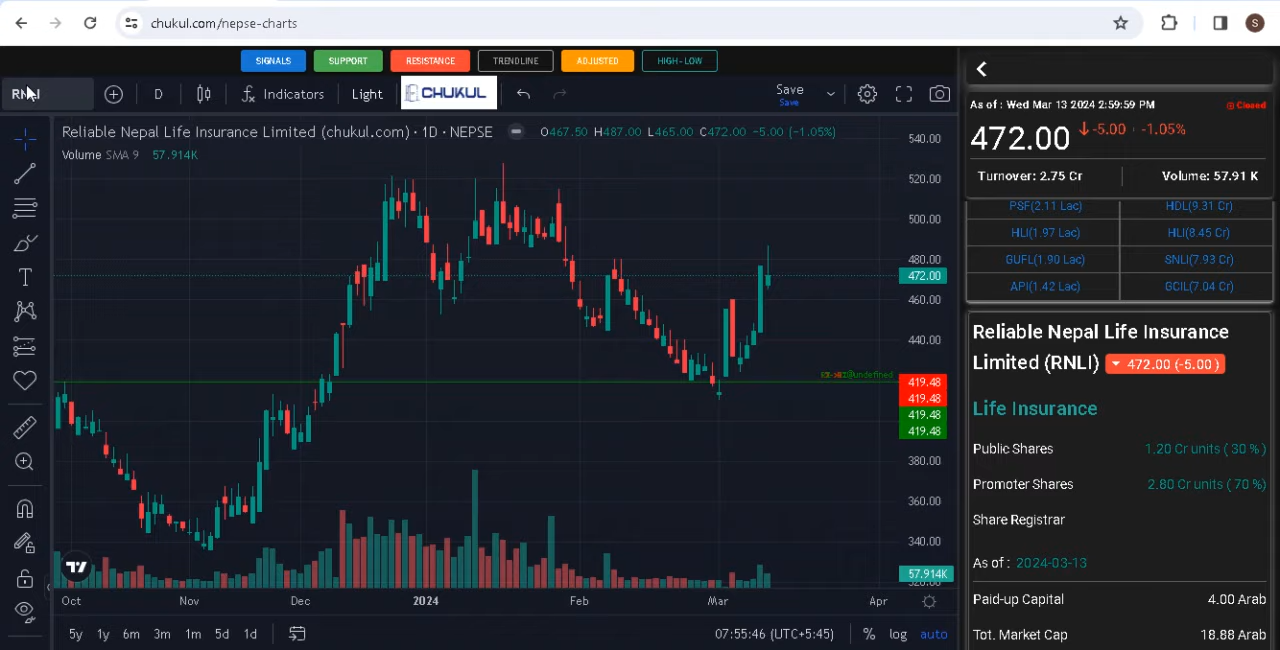 chukul.com/nepse-charts
S
SIGNALS SUPPORT RESISTANCE TRENDLINE ADJUSTED HIGH-LOW
D Indicators Light CHUKUL Save
Save
Reliable Nepal Life Insurance Limited (chukul.com) · 1D · NEPSE O467.50 H487.00 L465.00 C472.00 -5.00 (-1.05%)
Volume SMA 9 57.914K
540.00
520.00
500.00
480.00
472.00
460.00
440.00
419.48
419.48
419.48
419.48
380.00
360.00
340.00
57.914K
Oct Nov Dec 2024 Feb Mar Apr
5y 1y 6m 3m 1m 5d 1d 07:55:46 (UTC+5:45) % log auto
As of : Wed Mar 13 2024 2:59:59 PM Closed
472.00 -5.00 -1.05%
Turnover: 2.75 Cr Volume: 57.91 K
PSF(2.11 Lac) HDL(9.31 Cr)
HLI(1.97 Lac) HLI(8.45 Cr)
GUFL(1.90 Lac) SNLI(7.93 Cr)
API(1.42 Lac) GCIL(7.04 Cr)
Reliable Nepal Life Insurance
Limited (RNLI) 472.00 (-5.00 )
Life Insurance
Public Shares 1.20 Cr units ( 30 % )
Promoter Shares 2.80 Cr units ( 70 %)
Share Registrar
As of : 2024-03-13
Paid-up Capital 4.00 Arab
Tot. Market Cap 18.88 Arab